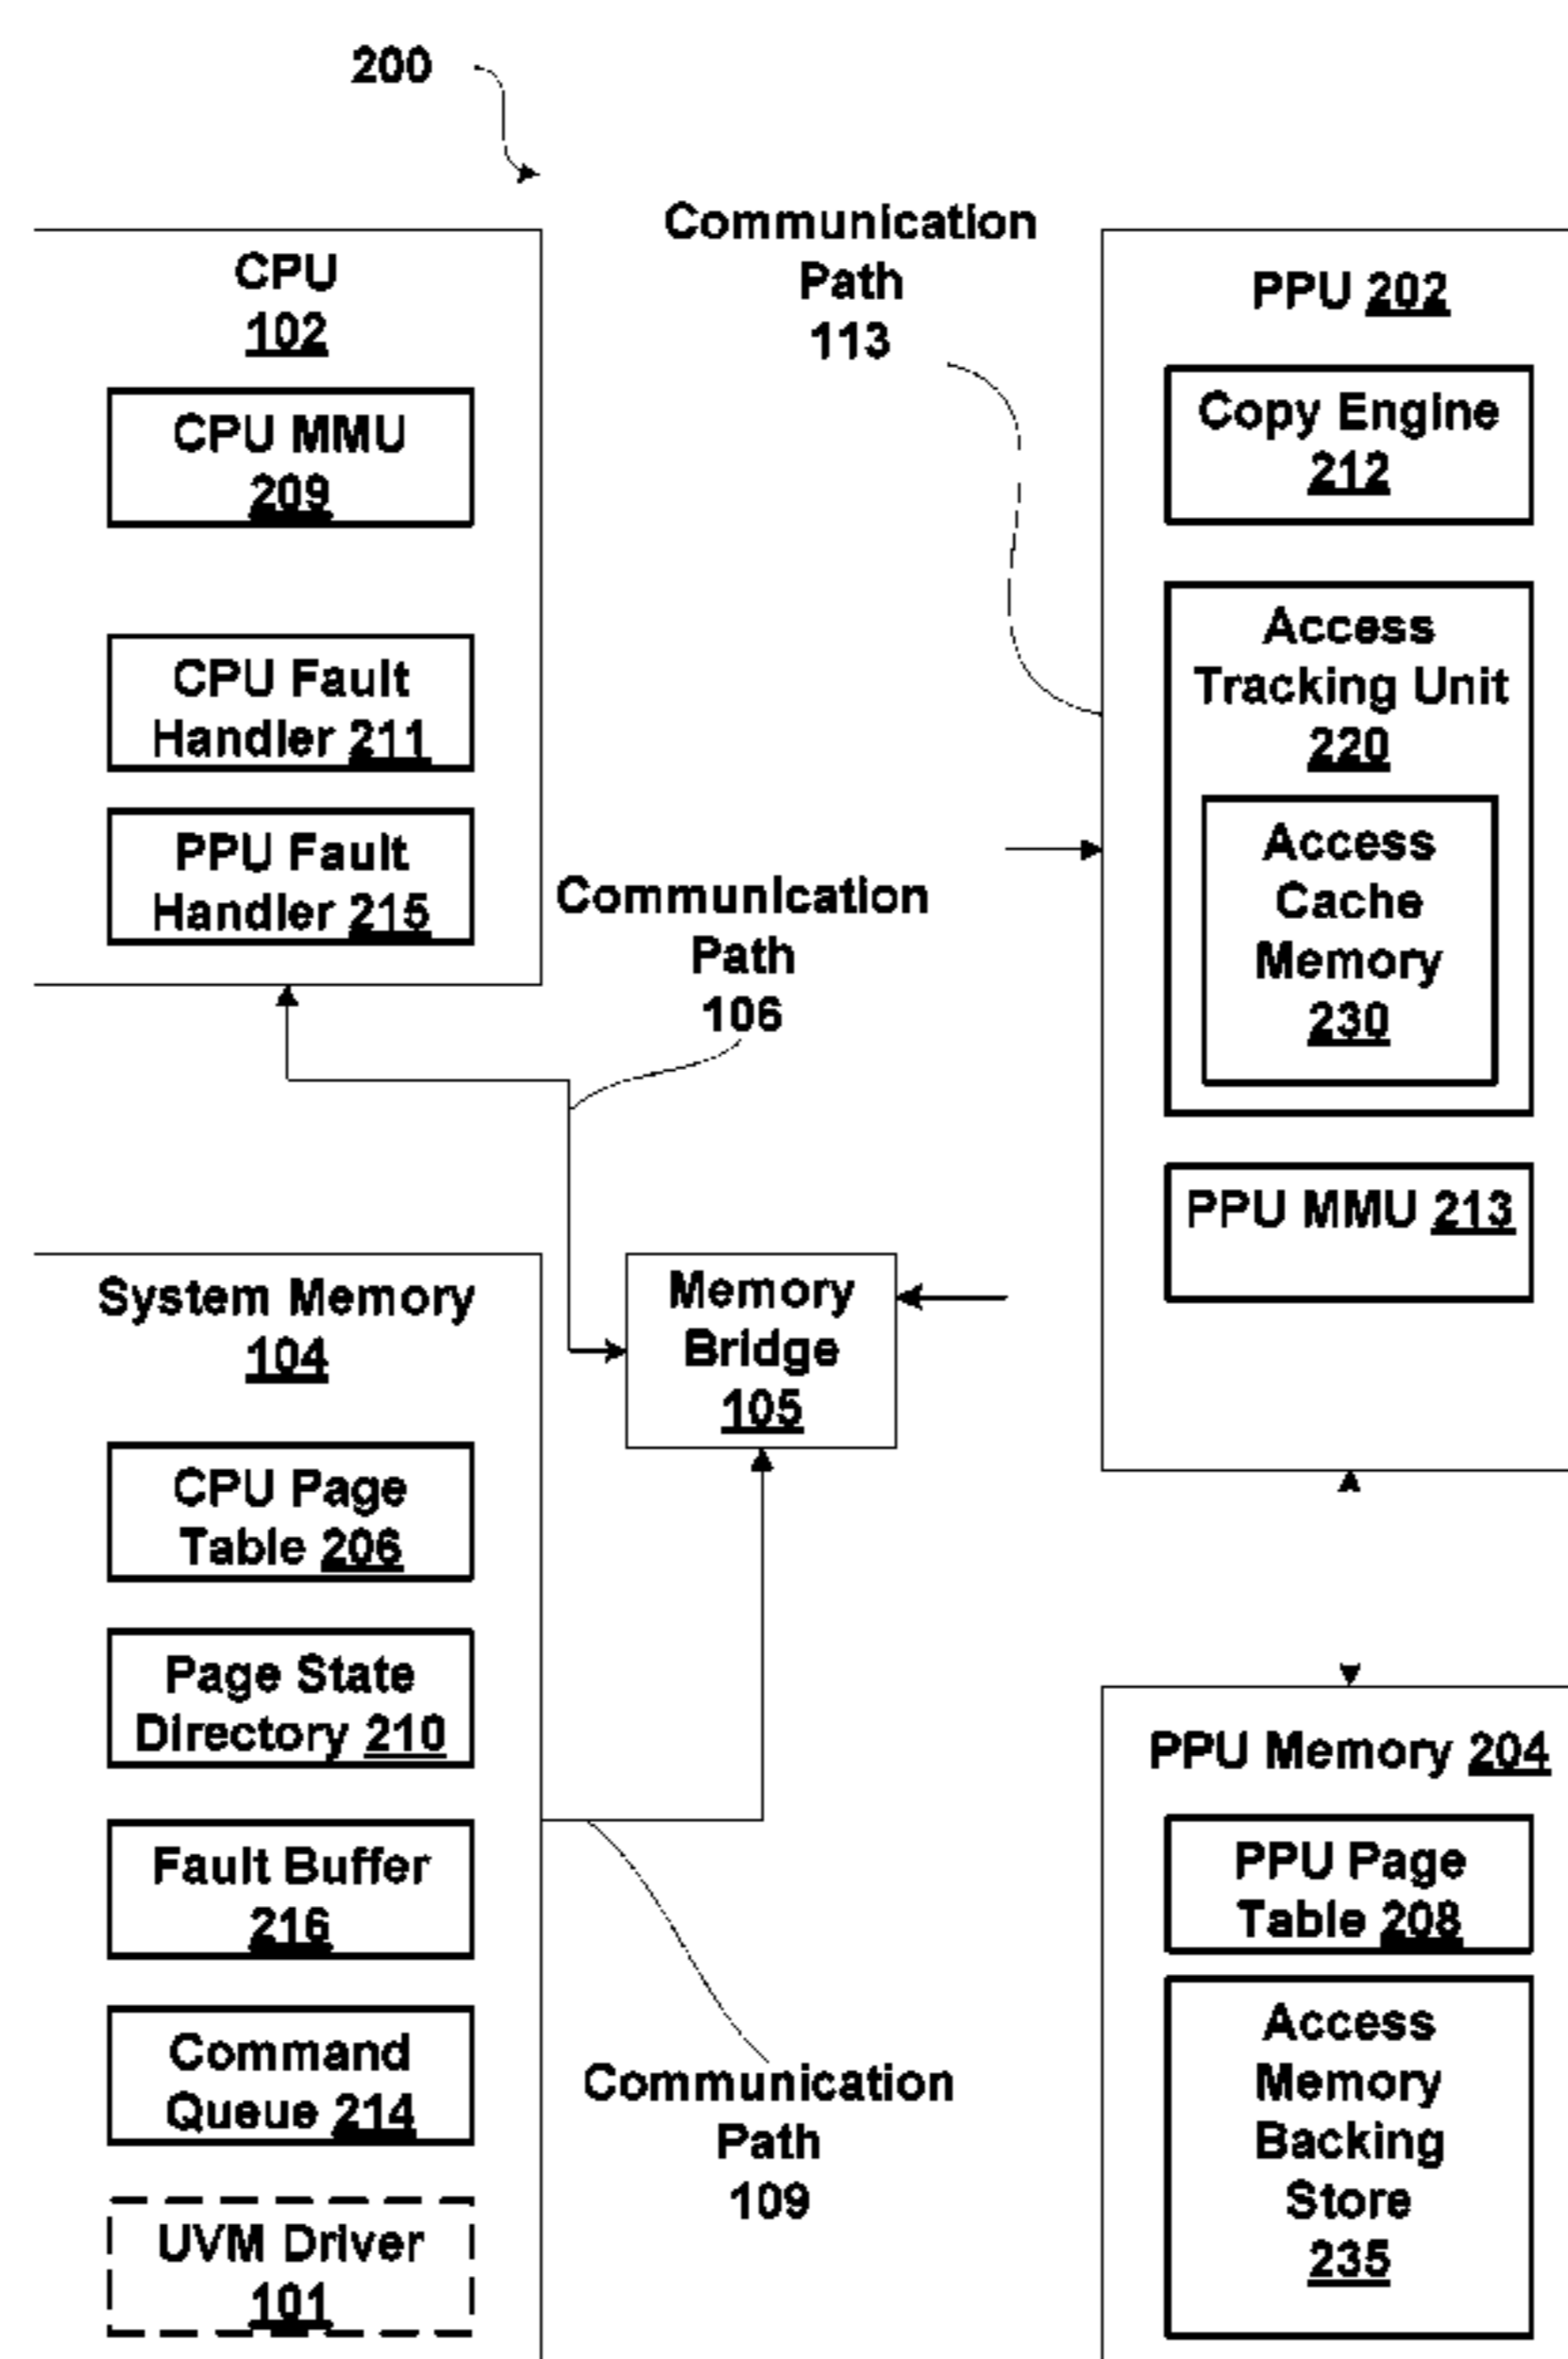 200
CPU
102
CPU MMU
209
CPU Fault
Handler 211
PPU Fault
Handler 215
Communication
Path
113
Communication
Path
106
PPU 202
Copy Engine
212
Access
Tracking Unit
220
Access
Cache
Memory
230
PPU MMU 213
System Memory
104
CPU Page
Table 206
Page State
Directory 210
Fault Buffer
216
Command
Queue 214
UVM Driver
101
Memory
Bridge
105
Communication
Path
109
PPU Memory 204
PPU Page
Table 208
Access
Memory
Backing
Store
235